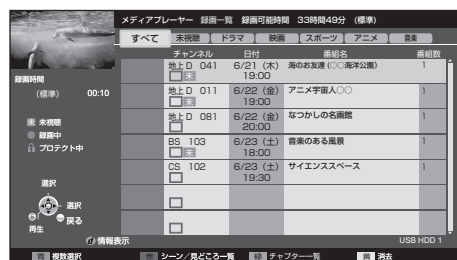 メディアプレーヤー 録画一覧 録画可能時間 33時間49分 (標準)
すべて 未視聴 ドラマ 映画 スポーツ アニメ 音楽
チャンネル 日付 番組名 番組数
地上D 041 6/21 (木) 19:00 海のお友達(○○海洋公園) 1
未
地上D 011 6/22 (金) 19:00 アニメ宇宙人○○ 1
未
地上D 081 6/22 (金) 20:00 なつかしの名画館 1
BS 103 6/23 (土) 18:00 音楽のある風景 1
未
CS 102 6/23 (土) 19:30 サイエンススペース 1
録画時間
(標準) 00:10
未 未視聴
録画中
プロテクト中
選択
選択
戻る
再生
d 情報表示
USB HDD 1
青 複数選択 赤 シーン/見どころ一覧 緑 チャプター一覧 黄 消去